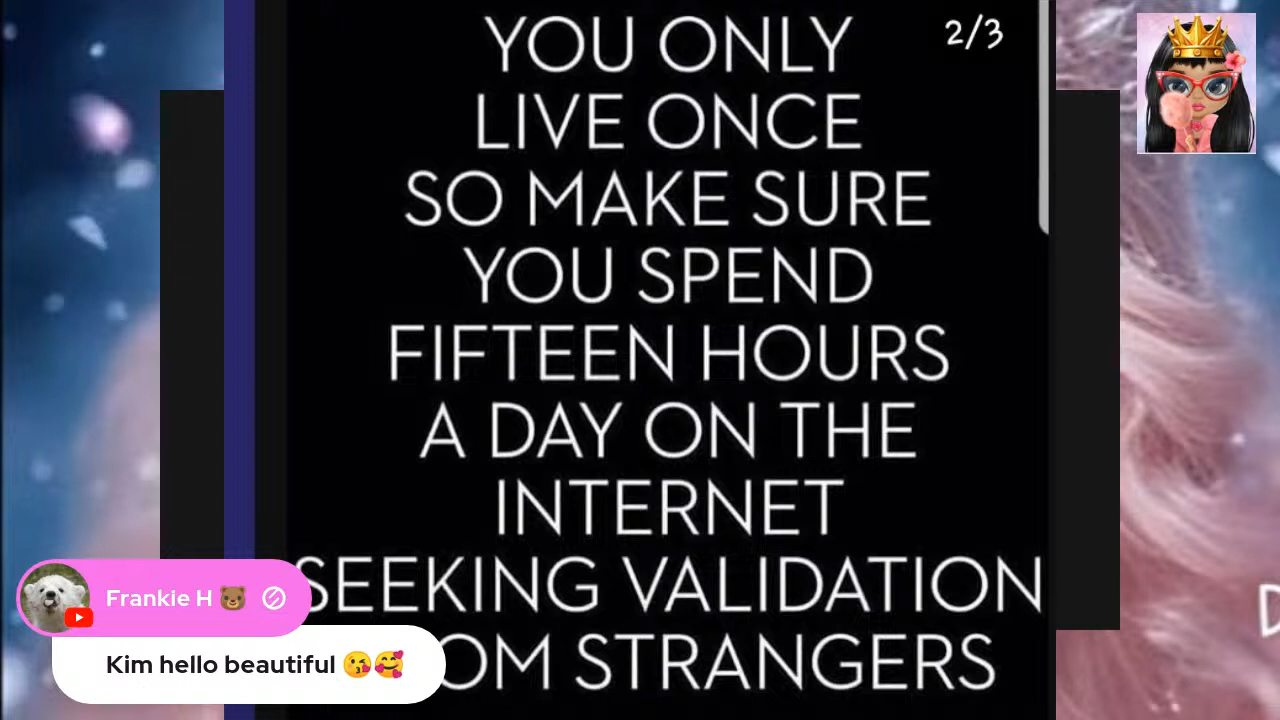 YOU ONLY
2/3
LIVE ONCE
SO MAKE SURE
YOU SPEND
FIFTEEN HOURS
A DAY ON THE
INTERNET
SEEKING VALIDATION
OM STRANGERS
Frankie H 🐻
Kim hello beautiful 😘🥰